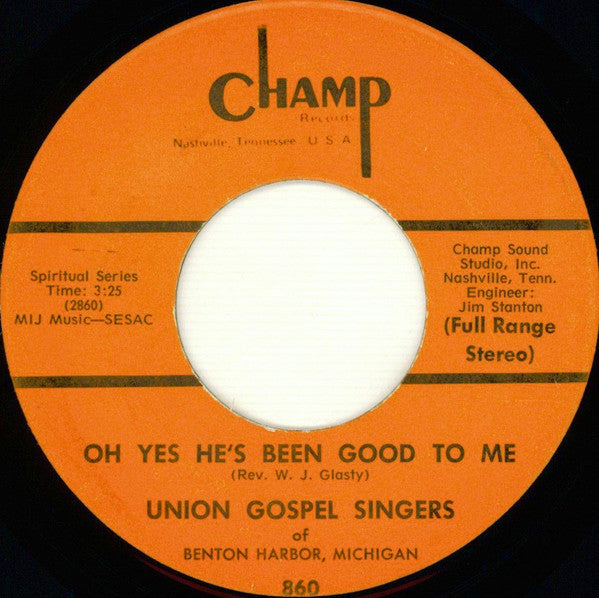 CHAMP
Records
Nashville, Tennessee U S A
Spiritual Series
Time: 3:25
(2860)
MIJ Music—SESAC
Champ Sound
Studio, Inc.
Nashville, Tenn.
Engineer:
Jim Stanton
(Full Range
Stereo)
OH YES HE'S BEEN GOOD TO ME
(Rev. W. J. Glasty)
UNION GOSPEL SINGERS
of
BENTON HARBOR, MICHIGAN
860